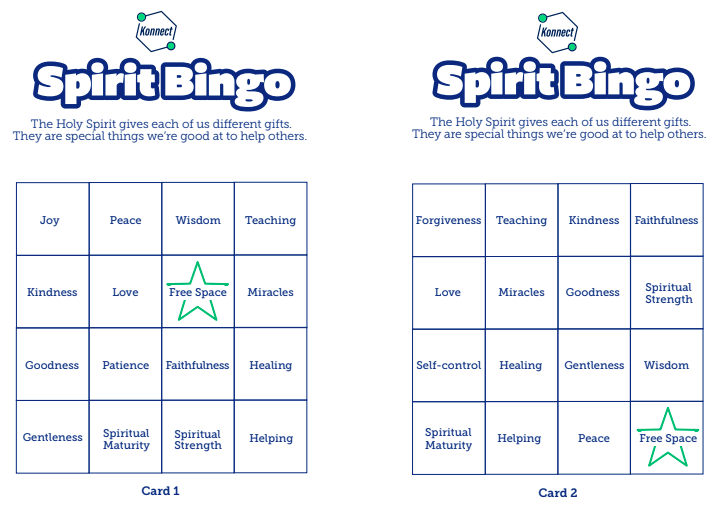 Konnect
Spirit Bingo
The Holy Spirit gives each of us different gifts.
They are special things we're good at to help others.
Joy
Peace
Wisdom
Teaching
Kindness
Love
Free Space
Miracles
Goodness
Patience
Faithfulness
Healing
Gentleness
Spiritual
Maturity
Spiritual
Strength
Helping
Card 1
Konnect
Spirit Bingo
The Holy Spirit gives each of us different gifts.
They are special things we're good at to help others.
Forgiveness
Teaching
Kindness
Faithfulness
Love
Miracles
Goodness
Spiritual
Strength
Self-control
Healing
Gentleness
Wisdom
Spiritual
Maturity
Helping
Peace
Free Space
Card 2